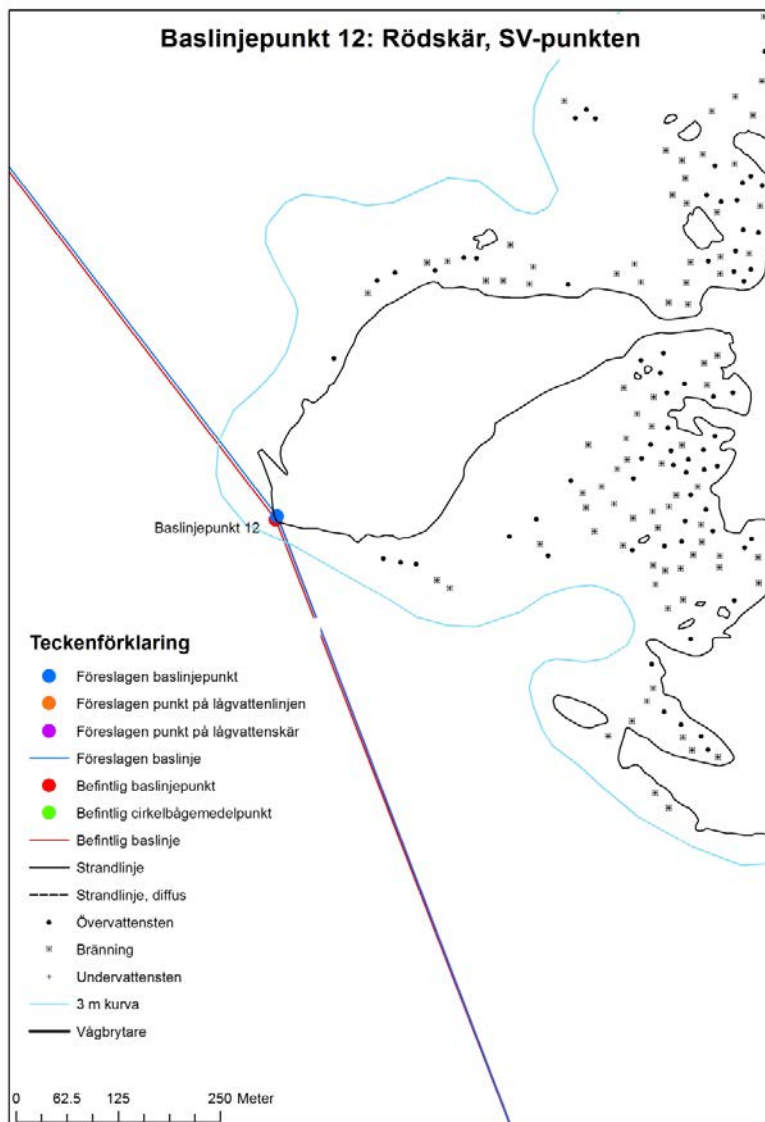 Baslinjepunkt 12: Rödskär, SV-punkten
Baslinjepunkt 12
Teckenförklaring
Föreslagen baslinjepunkt
Föreslagen punkt på lågvattenlinjen
Föreslagen punkt på lågvattenskär
Föreslagen baslinje
Befintlig baslinjepunkt
Befintlig cirkelbågemedelpunkt
Befintlig baslinje
Strandlinje
Strandlinje, diffus
Övervattensten
Bränning
Undervattensten
3 m kurva
Vågbrytare
0 62.5 125 250 Meter